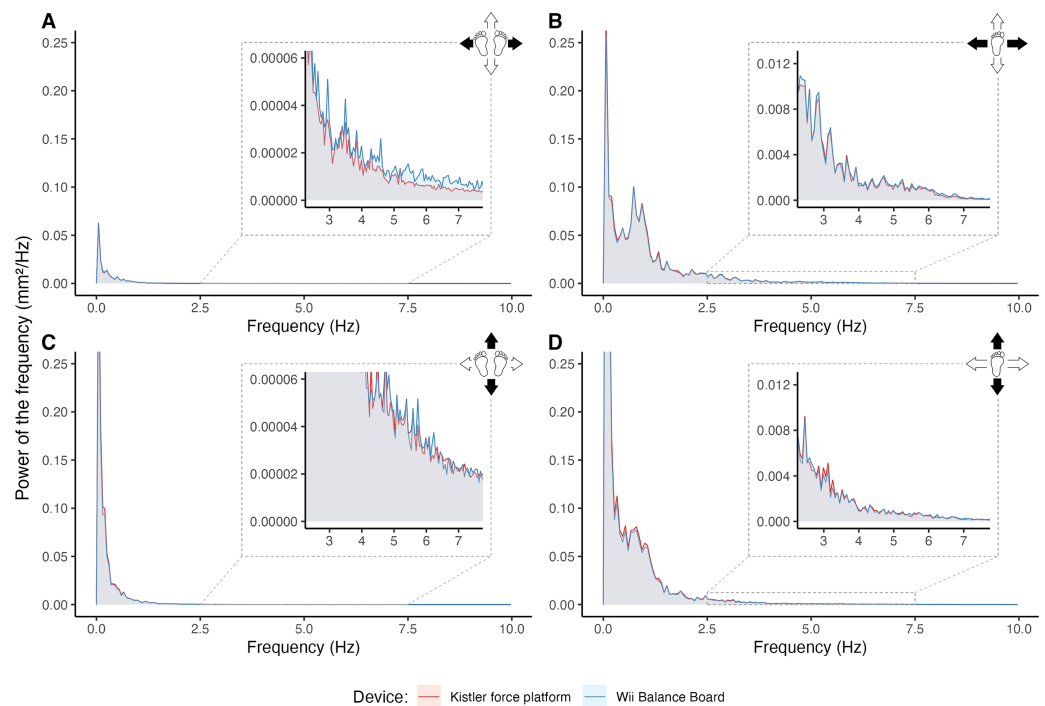 A
B
0.25
0.20
0.15
0.10
0.05
0.00
0.00006
0.00004
0.00002
0.00000
3 4 5 6 7
0.0 2.5 5.0 7.5 10.0
Frequency (Hz)
0.25
0.20
0.15
0.10
0.05
0.00
0.012
0.008
0.004
0.000
3 4 5 6 7
0.0 2.5 5.0 7.5 10.0
Frequency (Hz)
Power of the frequency (mm²/Hz)
C
D
0.25
0.20
0.15
0.10
0.05
0.00
0.00006
0.00004
0.00002
0.00000
3 4 5 6 7
0.0 2.5 5.0 7.5 10.0
Frequency (Hz)
0.25
0.20
0.15
0.10
0.05
0.00
0.012
0.008
0.004
0.000
3 4 5 6 7
0.0 2.5 5.0 7.5 10.0
Frequency (Hz)
Device: Kistler force platform Wii Balance Board